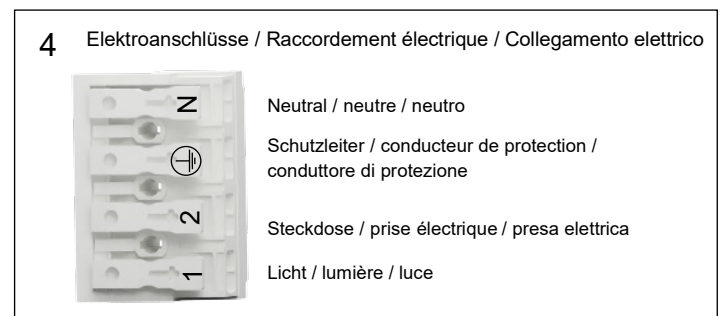 4 Elektroanschlüsse / Raccordement électrique / Collegamento elettrico
N
Neutral / neutre / neutro
Schutzleiter / conducteur de protection /
conduttore di protezione
2
Steckdose / prise électrique / presa elettrica
1
Licht / lumière / luce